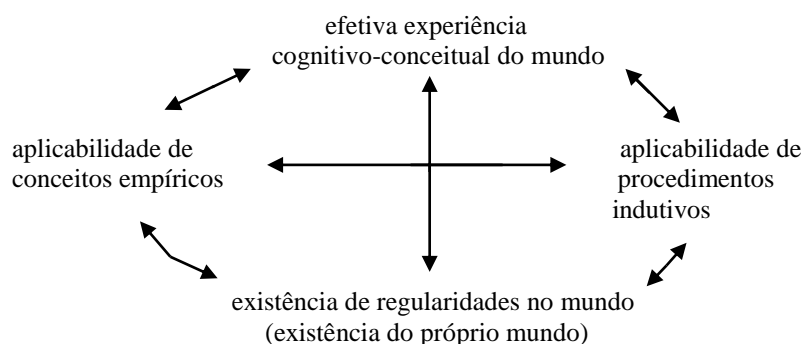 efetiva experiência
cognitivo-conceitual do mundo
aplicabilidade de
conceitos empíricos
aplicabilidade de
procedimentos
indutivos
existência de regularidades no mundo
(existência do próprio mundo)